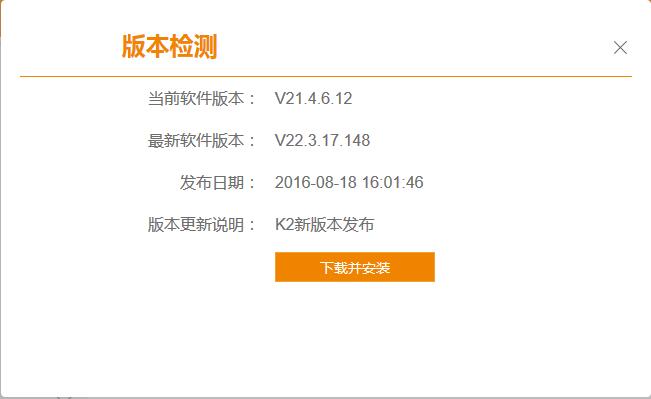 版本检测
当前软件版本： V21.4.6.12
最新软件版本： V22.3.17.148
发布日期： 2016-08-18 16:01:46
版本更新说明： K2新版本发布
下载并安装